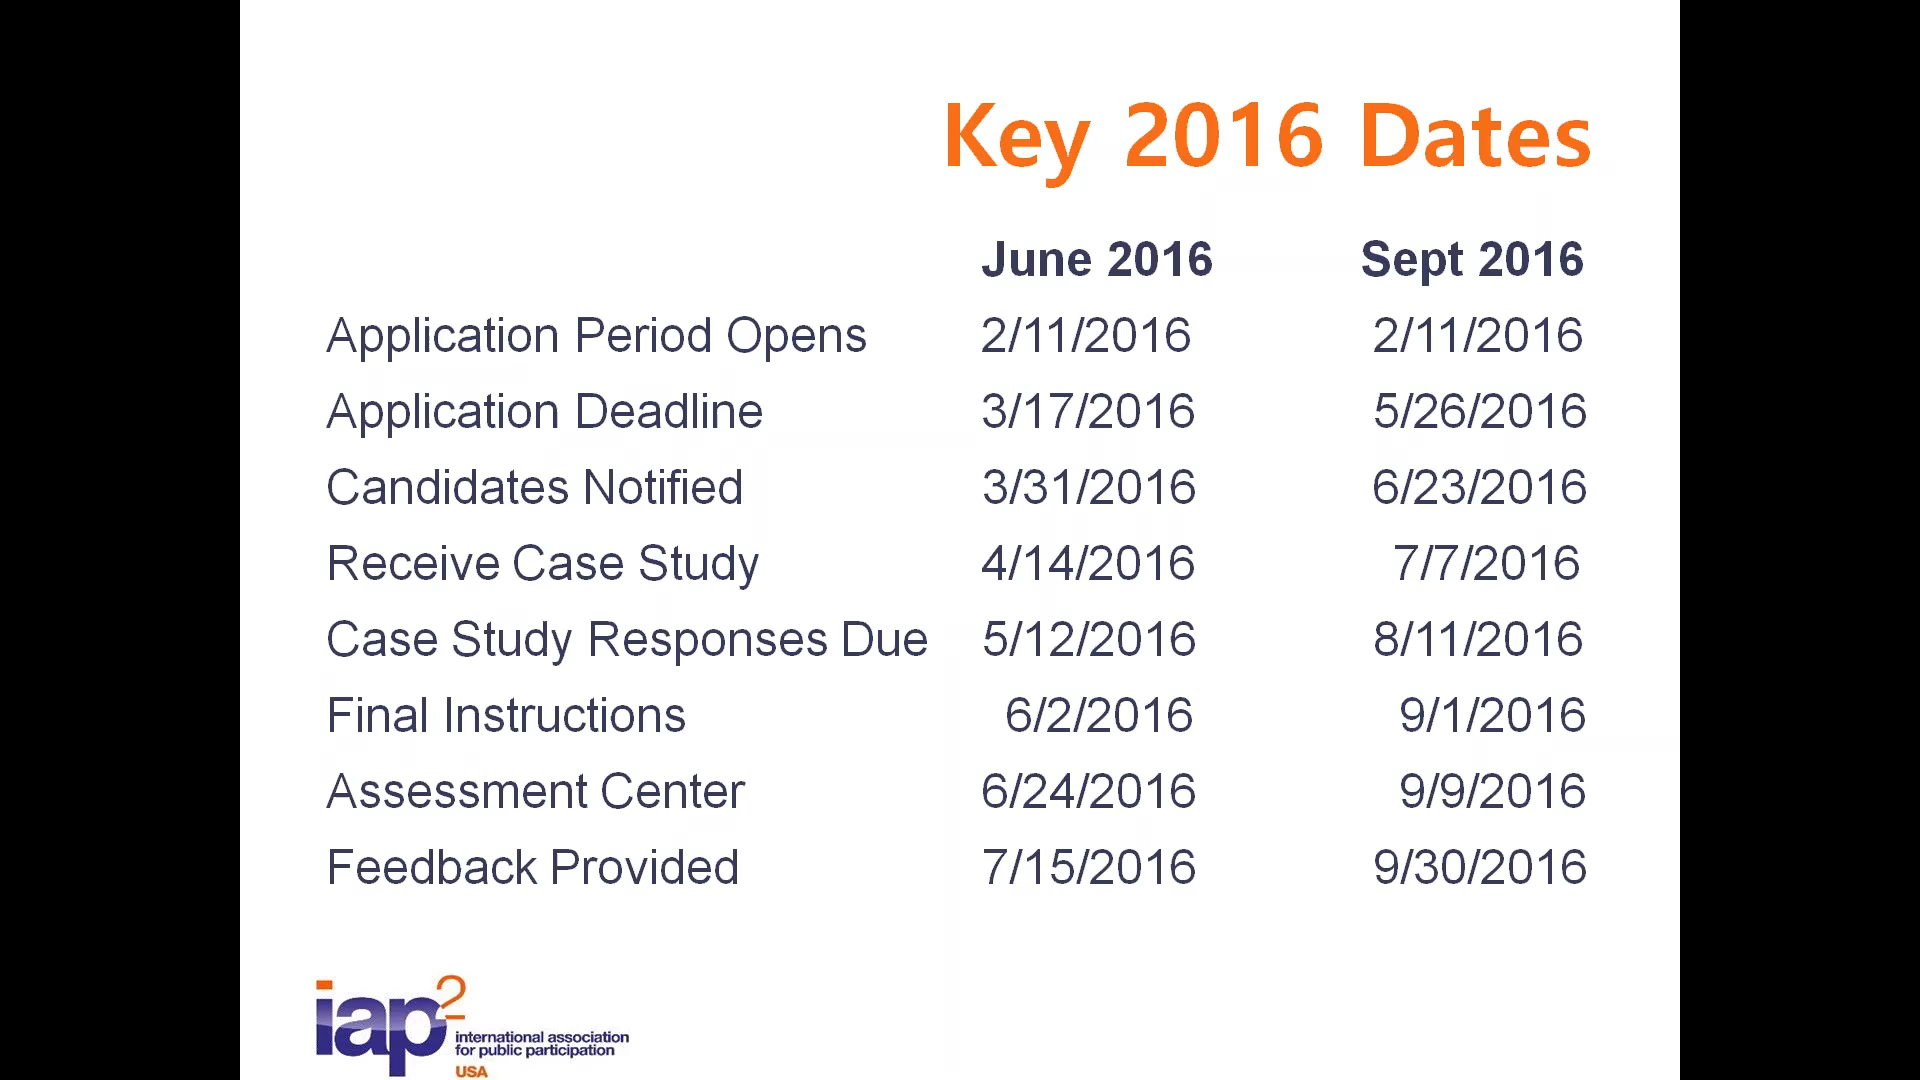 Key 2016 Dates
June 2016 Sept 2016
Application Period Opens 2/11/2016 2/11/2016
Application Deadline 3/17/2016 5/26/2016
Candidates Notified 3/31/2016 6/23/2016
Receive Case Study 4/14/2016 7/7/2016
Case Study Responses Due 5/12/2016 8/11/2016
Final Instructions 6/2/2016 9/1/2016
Assessment Center 6/24/2016 9/9/2016
Feedback Provided 7/15/2016 9/30/2016
iap2
international association
for public participation
USA